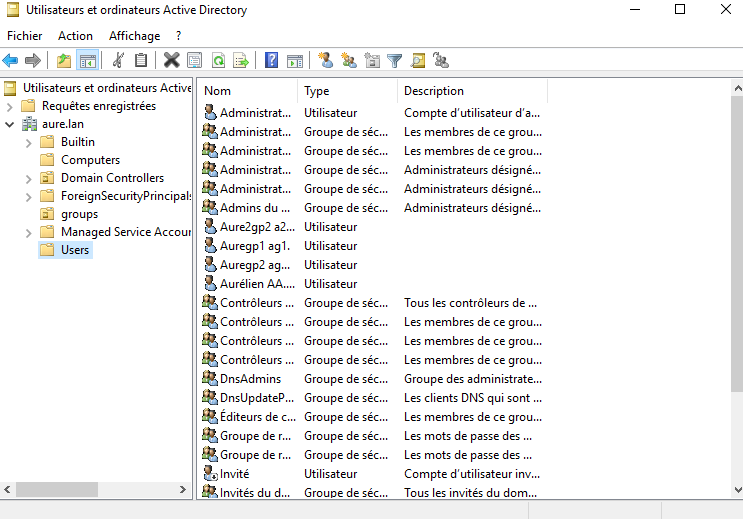 Utilisateurs et ordinateurs Active Directory
Fichier Action Affichage ?
Utilisateurs et ordinateurs Active
Requêtes enregistrées
aure.lan
Builtin
Computers
Domain Controllers
ForeignSecurityPrincipals
groups
Managed Service Accour
Users
Nom Type Description
Administrat... Utilisateur Compte d'utilisateur d'a...
Administrat... Groupe de séc... Les membres de ce grou...
Administrat... Groupe de séc... Les membres de ce grou...
Administrat... Groupe de séc... Administrateurs désigné...
Administrat... Groupe de séc... Administrateurs désigné...
Admins du ... Groupe de séc... Administrateurs désigné...
Aure2gp2 a2... Utilisateur
Auregp1 ag1. Utilisateur
Auregp2 ag... Utilisateur
Aurélien AA.... Utilisateur
Contrôleurs ... Groupe de séc... Tous les contrôleurs de ...
Contrôleurs ... Groupe de séc... Les membres de ce grou...
Contrôleurs ... Groupe de séc... Les membres de ce grou...
Contrôleurs ... Groupe de séc... Les membres de ce grou...
DnsAdmins Groupe de séc... Groupe des administrate...
DnsUpdateP... Groupe de séc... Les clients DNS qui sont ...
Éditeurs de c... Groupe de séc... Les membres de ce grou...
Groupe de r... Groupe de séc... Les mots de passe des ...
Groupe de r... Groupe de séc... Les mots de passe des ...
Invité Utilisateur Compte d'utilisateur inv...
Invités du d... Groupe de séc... Tous les invités du dom...